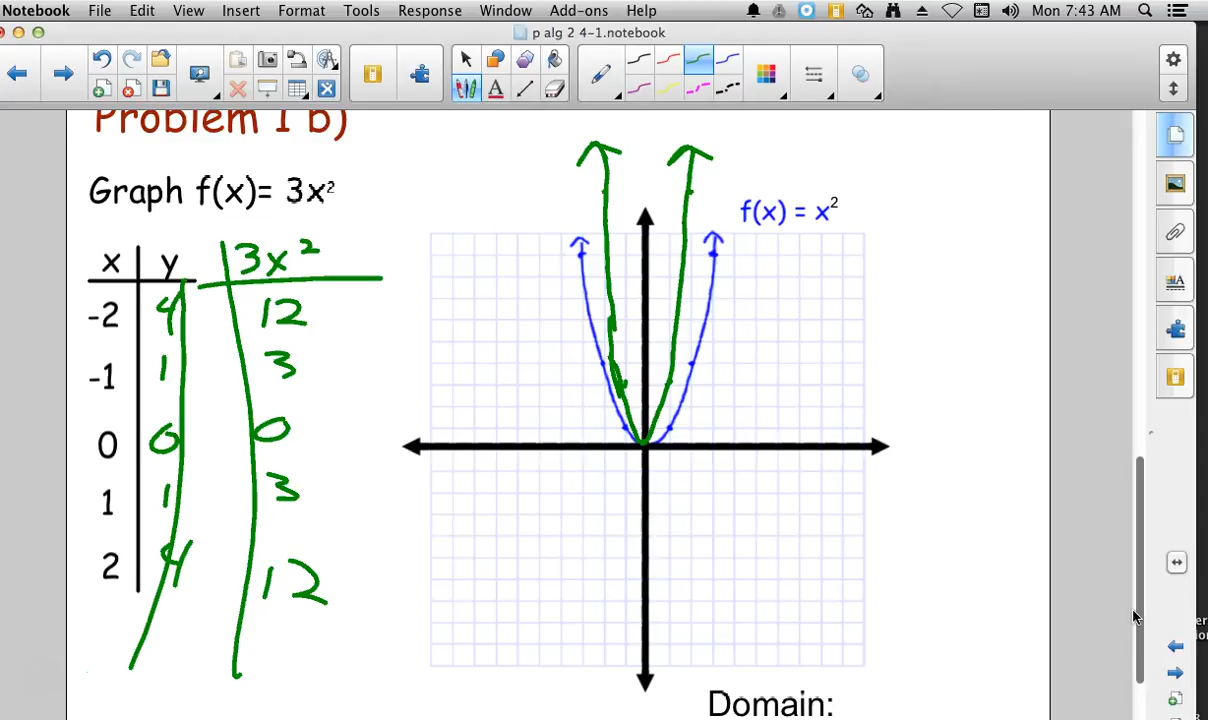 Notebook File Edit View Insert Format Tools Response Window Add-ons Help Mon 7:43 AM
p alg 2 4-1.notebook
Problem 1 b)
Graph f(x)= 3x²
f(x) = x²
x y 3x²
-2 4 12
-1 1 3
0 0 0
1 1 3
2 4 12
Domain: